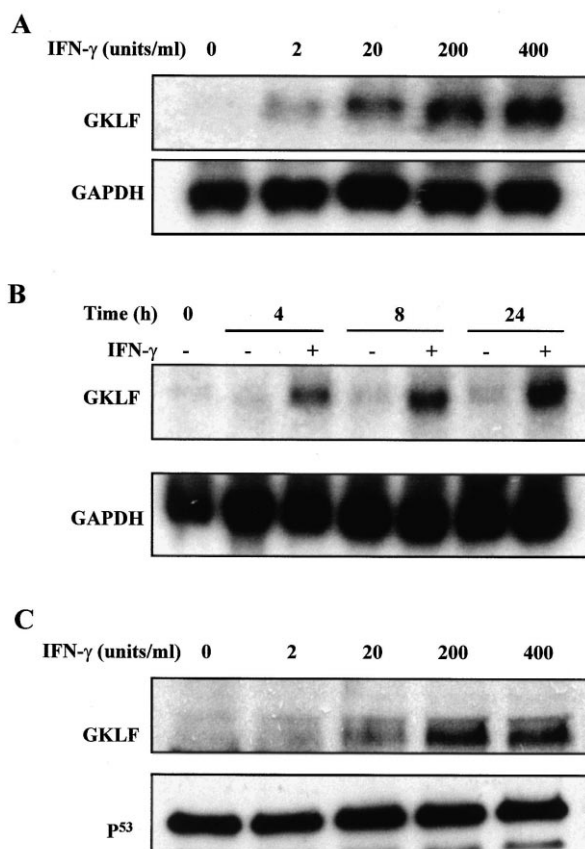 A
IFN-γ (units/ml) 0 2 20 200 400
GKLF
GAPDH
B
Time (h) 0 4 8 24
IFN-γ - - + - + - +
GKLF
GAPDH
C
IFN-γ (units/ml) 0 2 20 200 400
GKLF
P⁵³